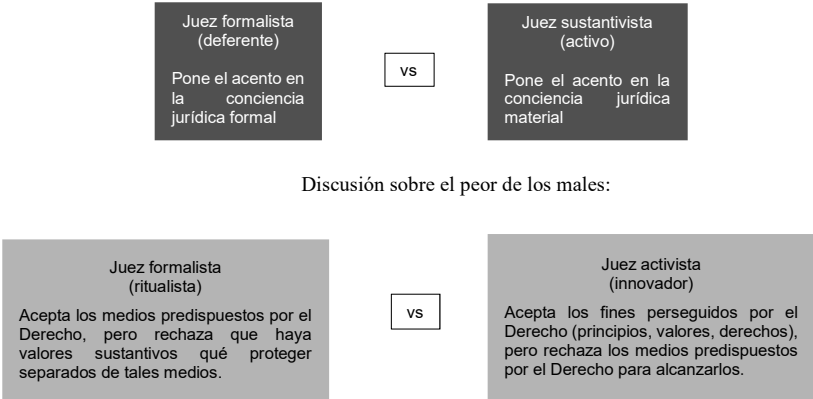 Juez formalista
(deferente)
Pone el acento en
la conciencia
jurídica formal
vs
Juez sustantivista
(activo)
Pone el acento en la
conciencia jurídica
material
Discusión sobre el peor de los males:
Juez formalista
(ritualista)
Acepta los medios predispuestos por el
Derecho, pero rechaza que haya
valores sustantivos qué proteger
separados de tales medios.
vs
Juez activista
(innovador)
Acepta los fines perseguidos por el
Derecho (principios, valores, derechos),
pero rechaza los medios predispuestos
por el Derecho para alcanzarlos.